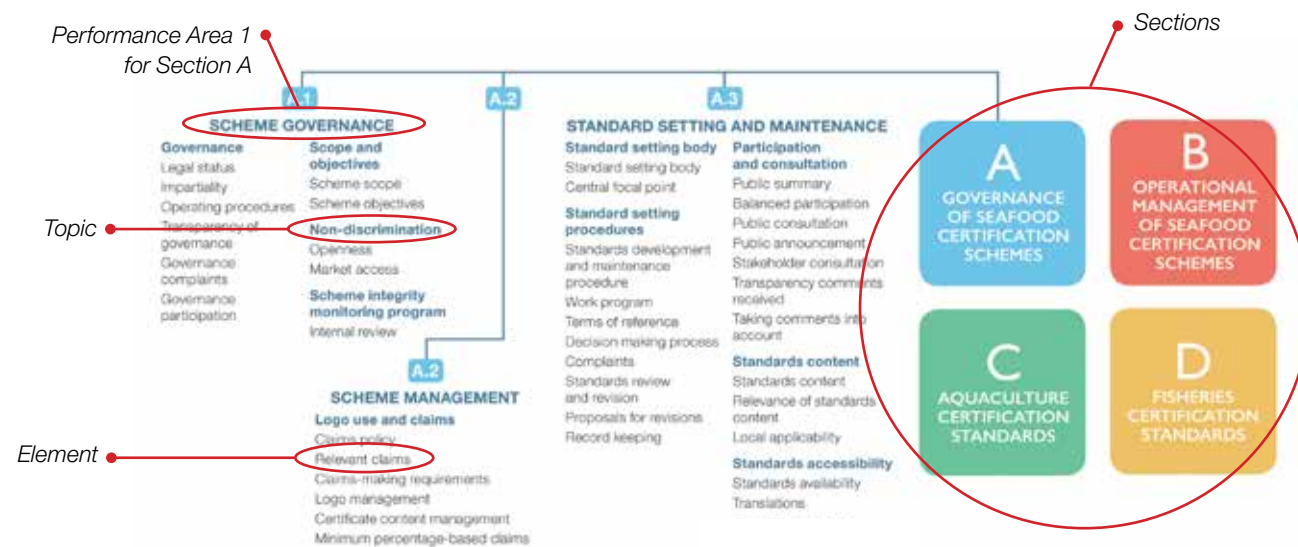 Performance Area 1
for Section A
Sections
A.1
A.2
A.3
SCHEME GOVERNANCE
Governance
Legal status
Impartiality
Operating procedures
Transparency of
governance
Governance
complaints
Governance
participation
Scope and
objectives
Scheme scope
Scheme objectives
Non-discrimination
Openness
Market access
Scheme integrity
monitoring program
Internal review
Topic
A.2
SCHEME MANAGEMENT
Logo use and claims
Claims policy
Relevant claims
Claims-making requirements
Logo management
Certificate content management
Minimum percentage-based claims
Element
STANDARD SETTING AND MAINTENANCE
Standard setting body
Standard setting body
Central focal point
Standard setting
procedures
Standards development
and maintenance
procedure
Work program
Terms of reference
Decision making process
Complaints
Standards review
and revision
Proposals for revisions
Record keeping
Participation
and consultation
Public summary
Balanced participation
Public consultation
Public announcement
Stakeholder consultation
Transparency comments
received
Taking comments into
account
Standards content
Standards content
Relevance of standards
content
Local applicability
Standards accessibility
Standards availability
Translations
A
GOVERNANCE
OF SEAFOOD
CERTIFICATION
SCHEMES
B
OPERATIONAL
MANAGEMENT
OF SEAFOOD
CERTIFICATION
SCHEMES
C
AQUACULTURE
CERTIFICATION
STANDARDS
D
FISHERIES
CERTIFICATION
STANDARDS